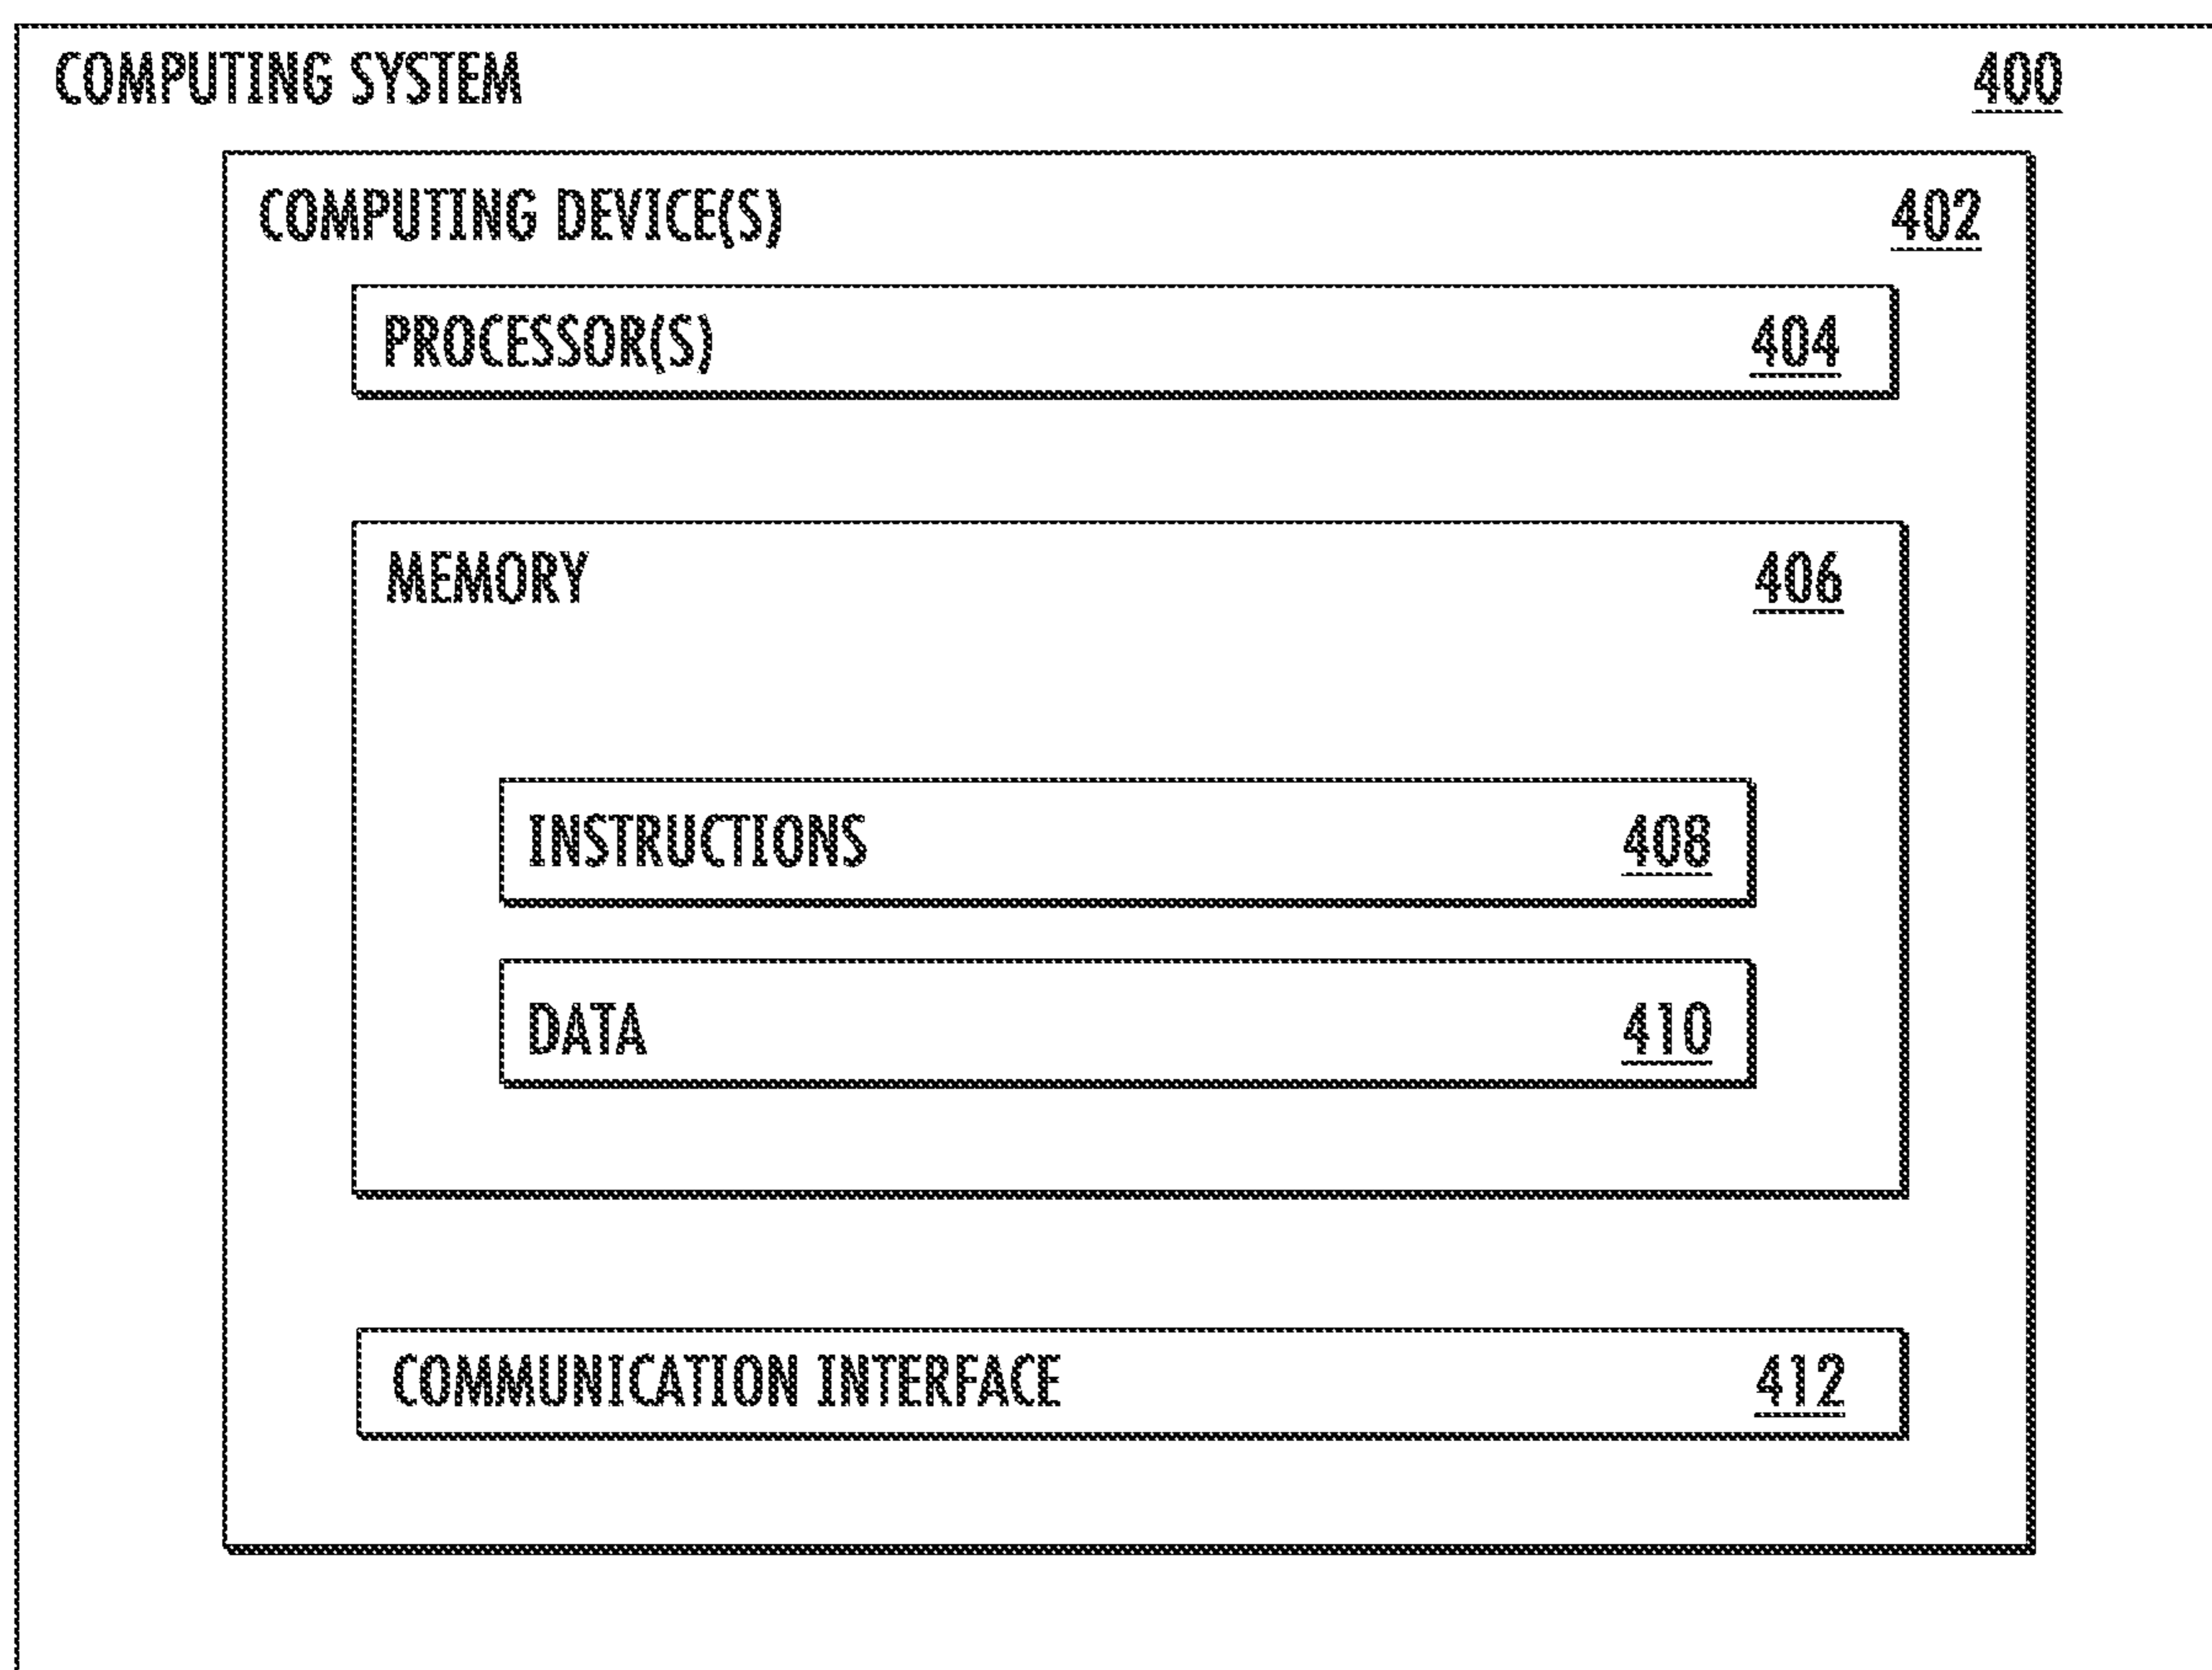 COMPUTING SYSTEM 400
COMPUTING DEVICE(S) 402
PROCESSOR(S) 404
MEMORY 406
INSTRUCTIONS 408
DATA 410
COMMUNICATION INTERFACE 412